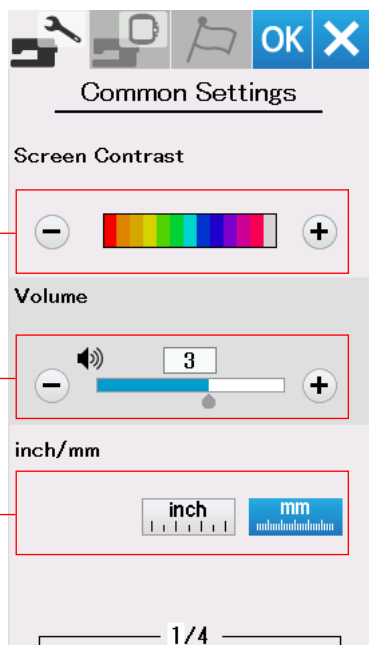 OK
Common Settings
Screen Contrast
Volume
3
inch/mm
inch mm
1/4